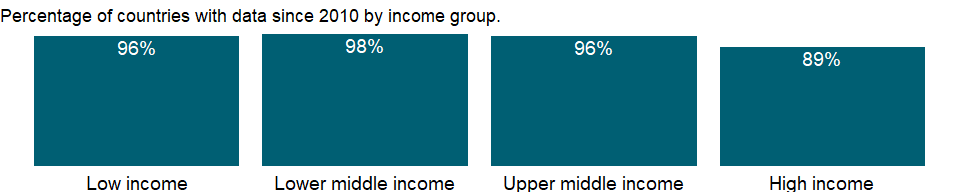 Percentage of countries with data since 2010 by income group.
96% 98% 96% 89%
Low income Lower middle income Upper middle income High income